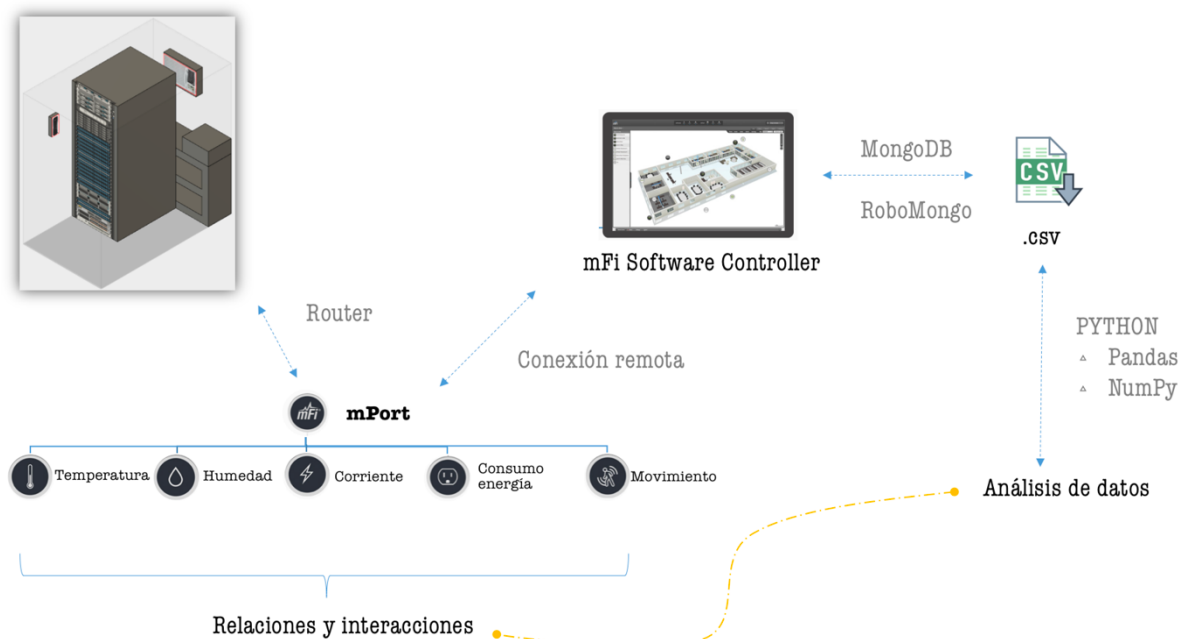 MongoDB
RoboMongo
CSV
.csv
mFi Software Controller
Router
Conexión remota
PYTHON
Pandas
NumPy
mFi
mPort
Temperatura
Humedad
Corriente
Consumo
energía
Movimiento
Análisis de datos
Relaciones y interacciones